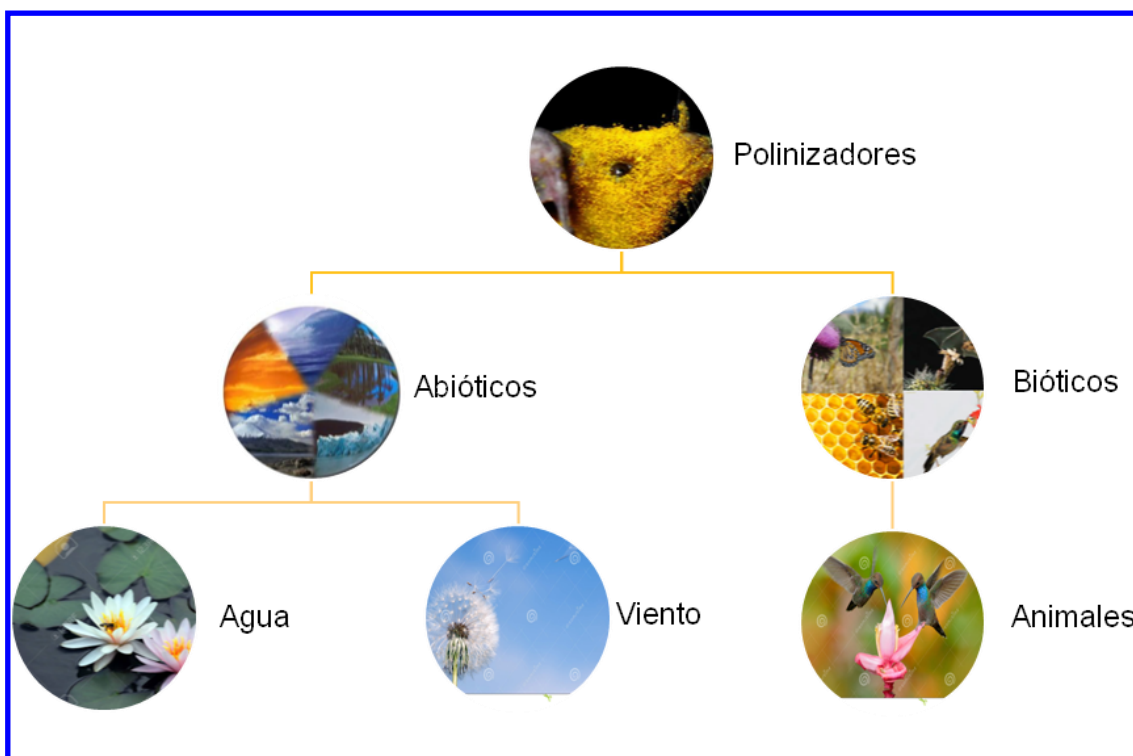 Polinizadores
Abióticos
Bióticos
Agua
Viento
Animales